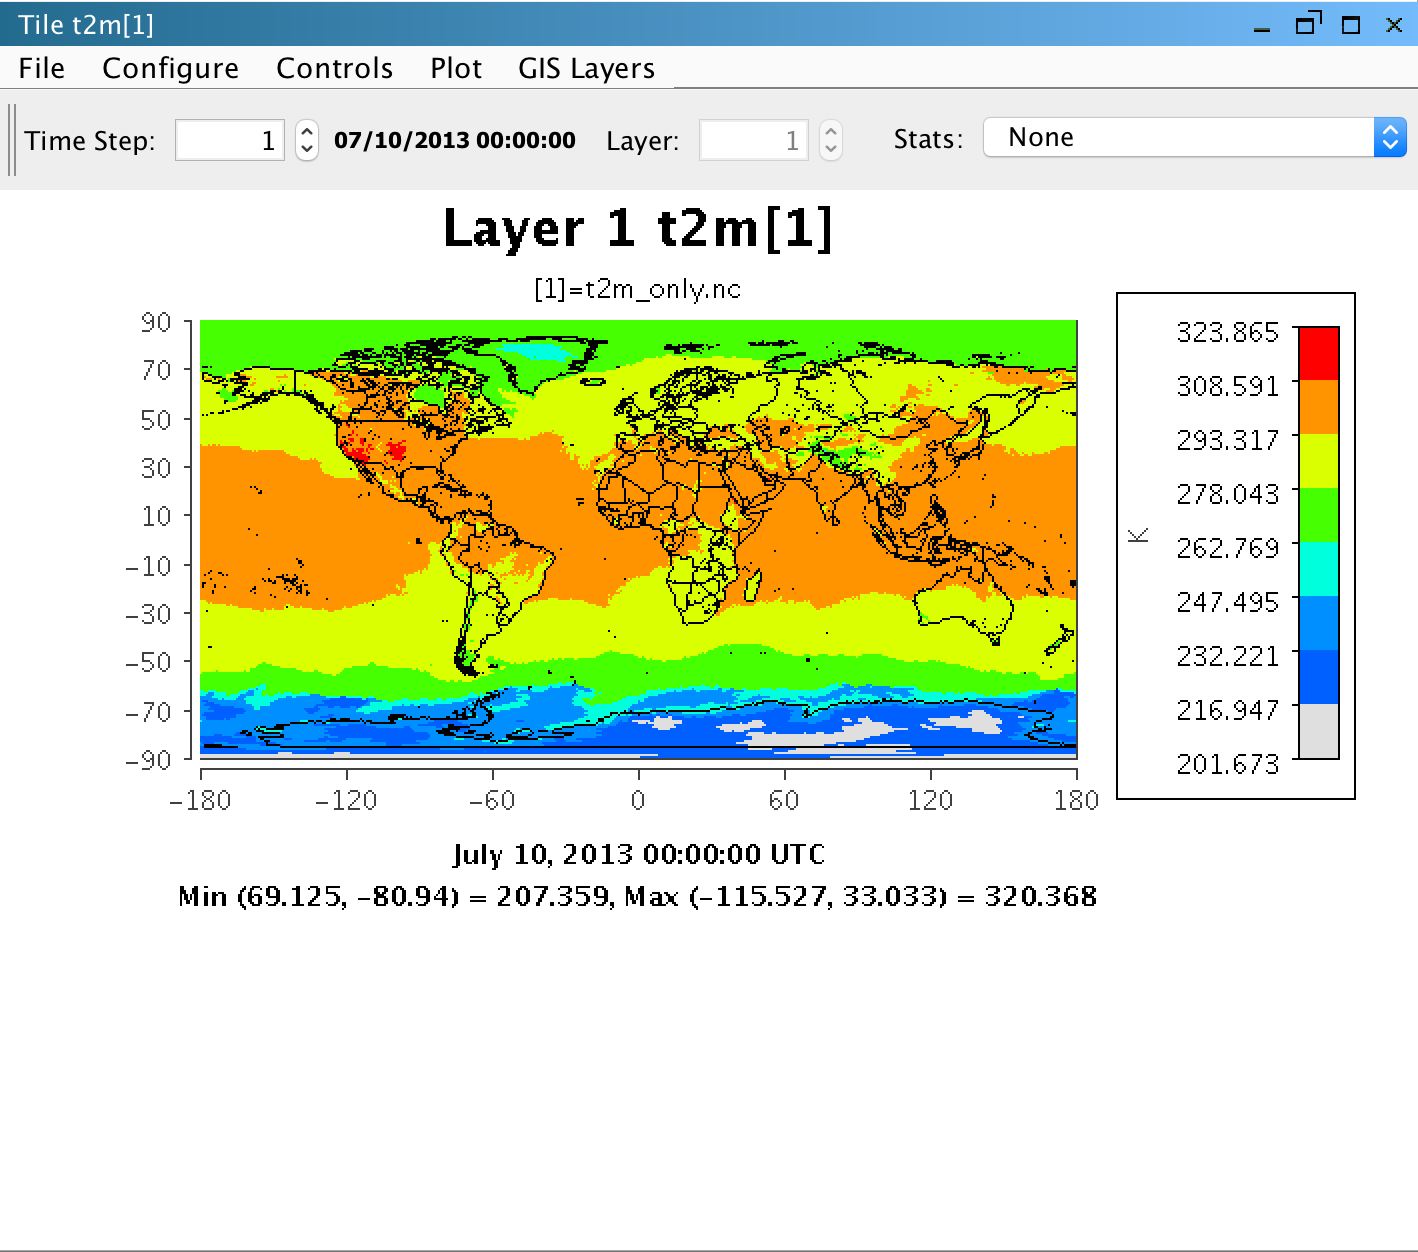 Tile t2m[1]
File Configure Controls Plot GIS Layers
Time Step: 1 07/10/2013 00:00:00 Layer: 1 Stats: None
Layer 1 t2m[1]
[1]=t2m_only.nc
90
70
50
30
10
−10
−30
−50
−70
−90
−180 −120 −60 0 60 120 180
K
323.865
308.591
293.317
278.043
262.769
247.495
232.221
216.947
201.673
July 10, 2013 00:00:00 UTC
Min (69.125, −80.94) = 207.359, Max (−115.527, 33.033) = 320.368